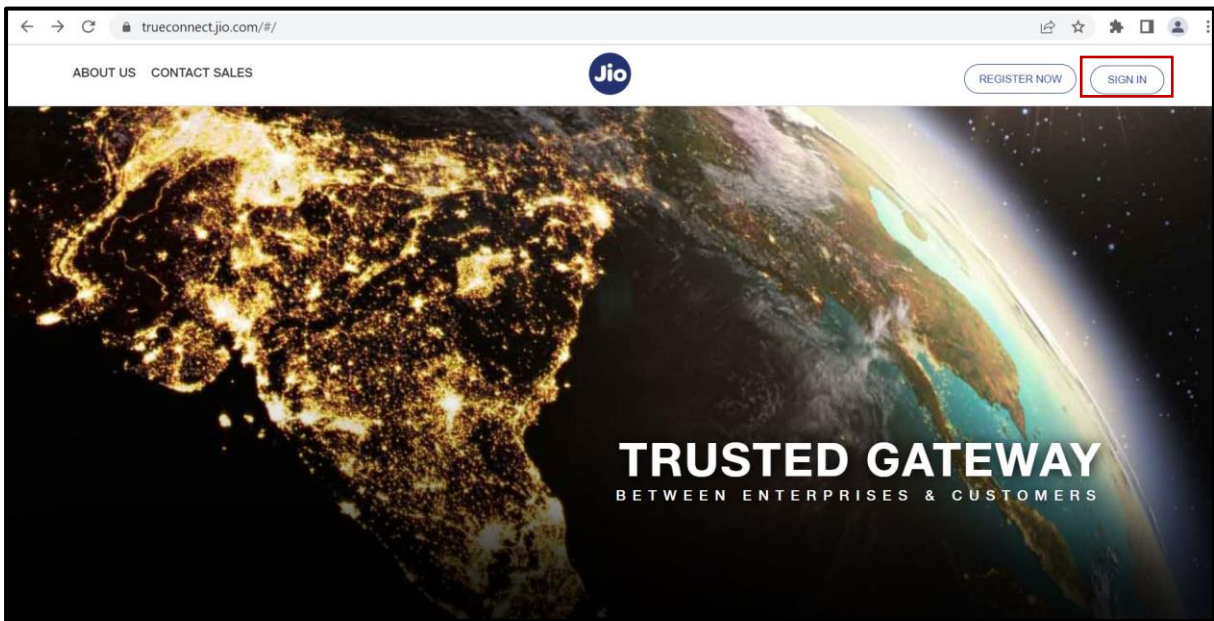 trueconnect.jio.com/#/
ABOUT US CONTACT SALES
Jio
REGISTER NOW
SIGN IN
TRUSTED GATEWAY
BETWEEN ENTERPRISES & CUSTOMERS